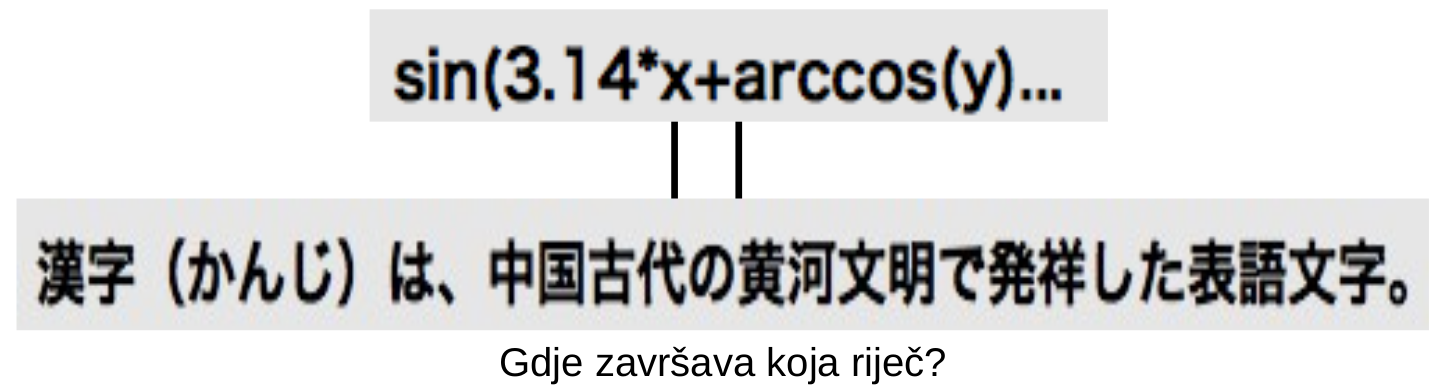 sin(3.14*x+arccos(y)...
漢字（かんじ）は、中国古代の黄河文明で発祥した表語文字。
Gdje završava koja riječ?